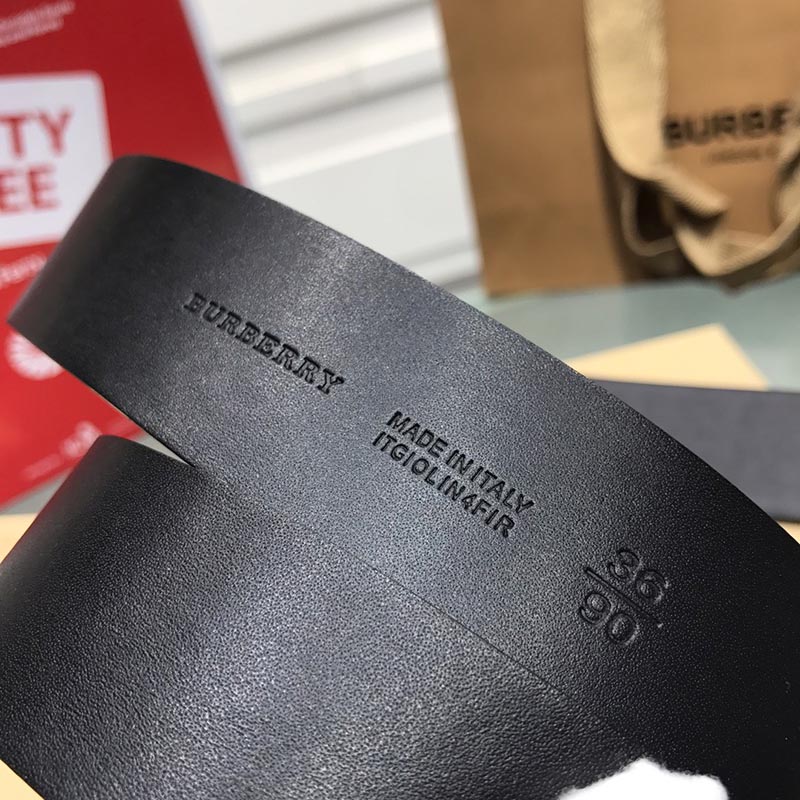 TY
EE
BURBE
BURBERRY
MADE IN ITALY
ITGIOLIN4FIR
36
90